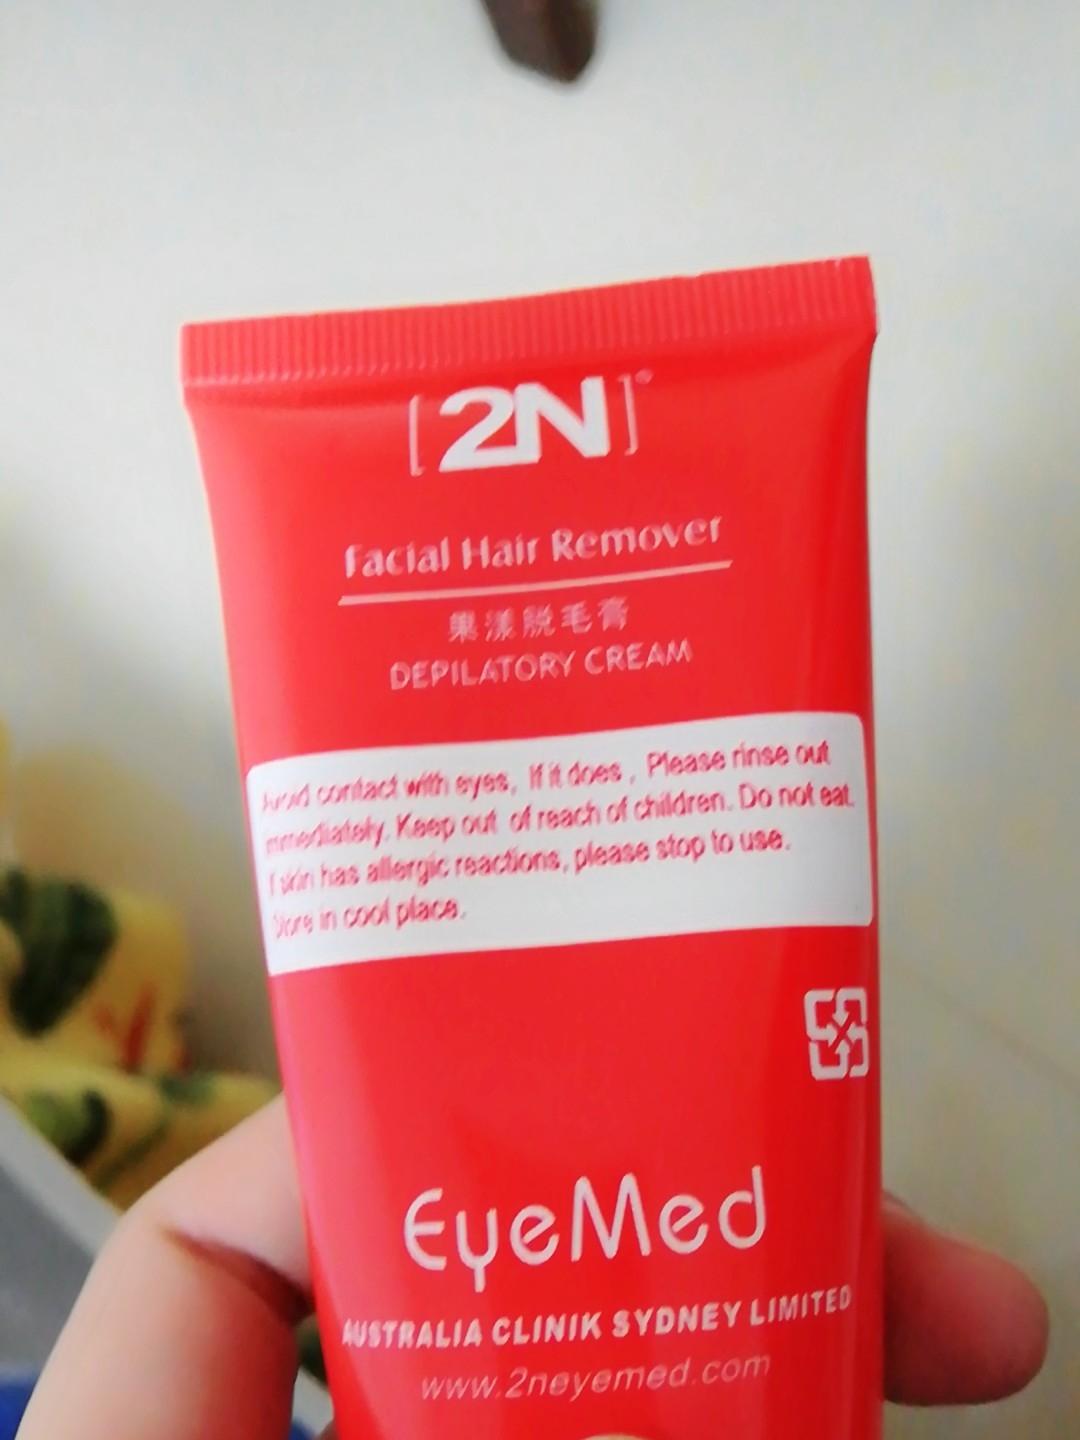 [2N]®
Facial Hair Remover
果漾脱毛膏
DEPILATORY CREAM
Avoid contact with eyes, If it does , Please rinse out
immediately. Keep out of reach of children. Do not eat.
If skin has allergic reactions, please stop to use.
Store in cool place.
EyeMed
AUSTRALIA CLINIK SYDNEY LIMITED
www.2neyemed.com